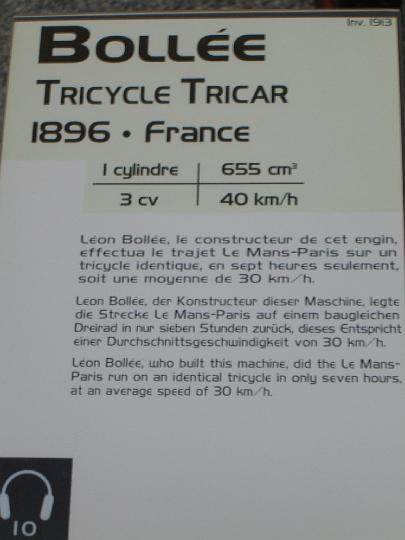 Inv. 1913
BOLLÉE
TRICYCLE TRICAR
1896 • FRANCE
1 cylindre 655 cm³
3 cv 40 km/h
Léon Bollée, le constructeur de cet engin,
effectua le trajet Le Mans-Paris sur un
tricycle identique, en sept heures seulement,
soit une moyenne de 30 km/h.
Léon Bollée, der Konstructeur dieser Maschine, legte
die Strecke Le Mans-Paris auf einem baugleichen
Dreirad in nur sieben Stunden zurück, dieses Entspricht
einer Durchschnittsgeschwindigkeit von 30 km/h.
Léon Bollée, who built this machine, did the Le Mans-
Paris run on an identical tricycle in only seven hours,
at an average speed of 30 km/h.
10